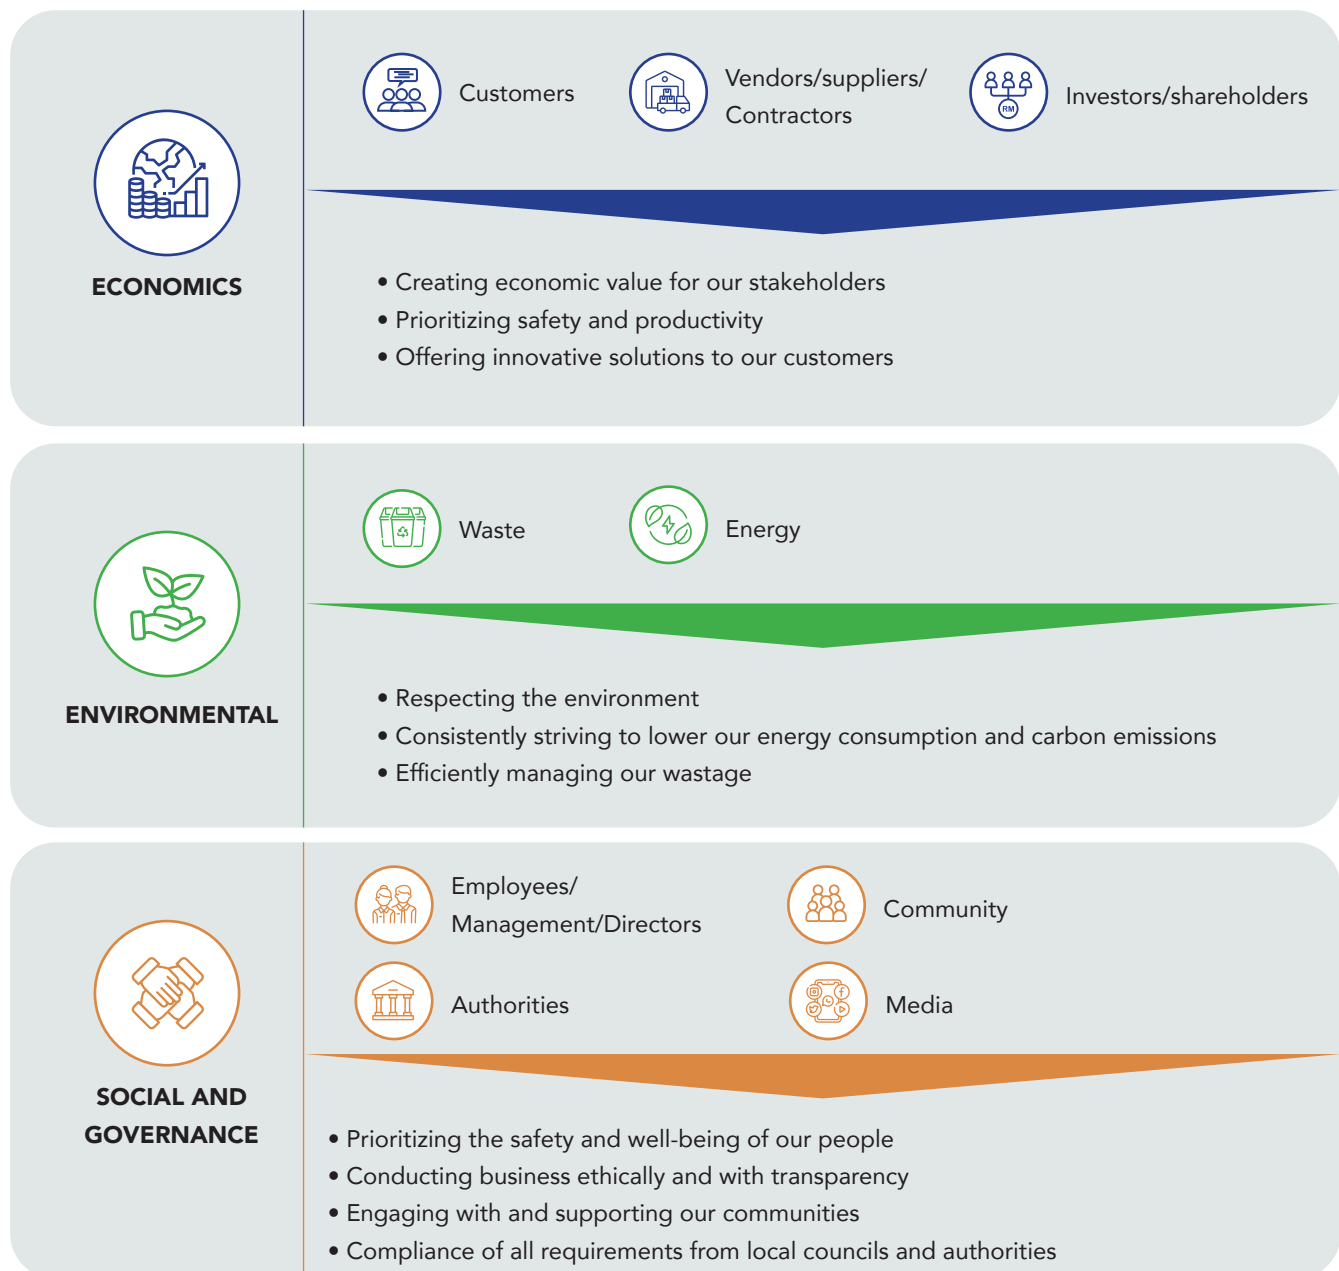 Customers
Vendors/suppliers/
Contractors
Investors/shareholders
RM
ECONOMICS
• Creating economic value for our stakeholders
• Prioritizing safety and productivity
• Offering innovative solutions to our customers
Waste
Energy
ENVIRONMENTAL
• Respecting the environment
• Consistently striving to lower our energy consumption and carbon emissions
• Efficiently managing our wastage
Employees/
Management/Directors
Community
Authorities
Media
SOCIAL AND
GOVERNANCE
• Prioritizing the safety and well-being of our people
• Conducting business ethically and with transparency
• Engaging with and supporting our communities
• Compliance of all requirements from local councils and authorities